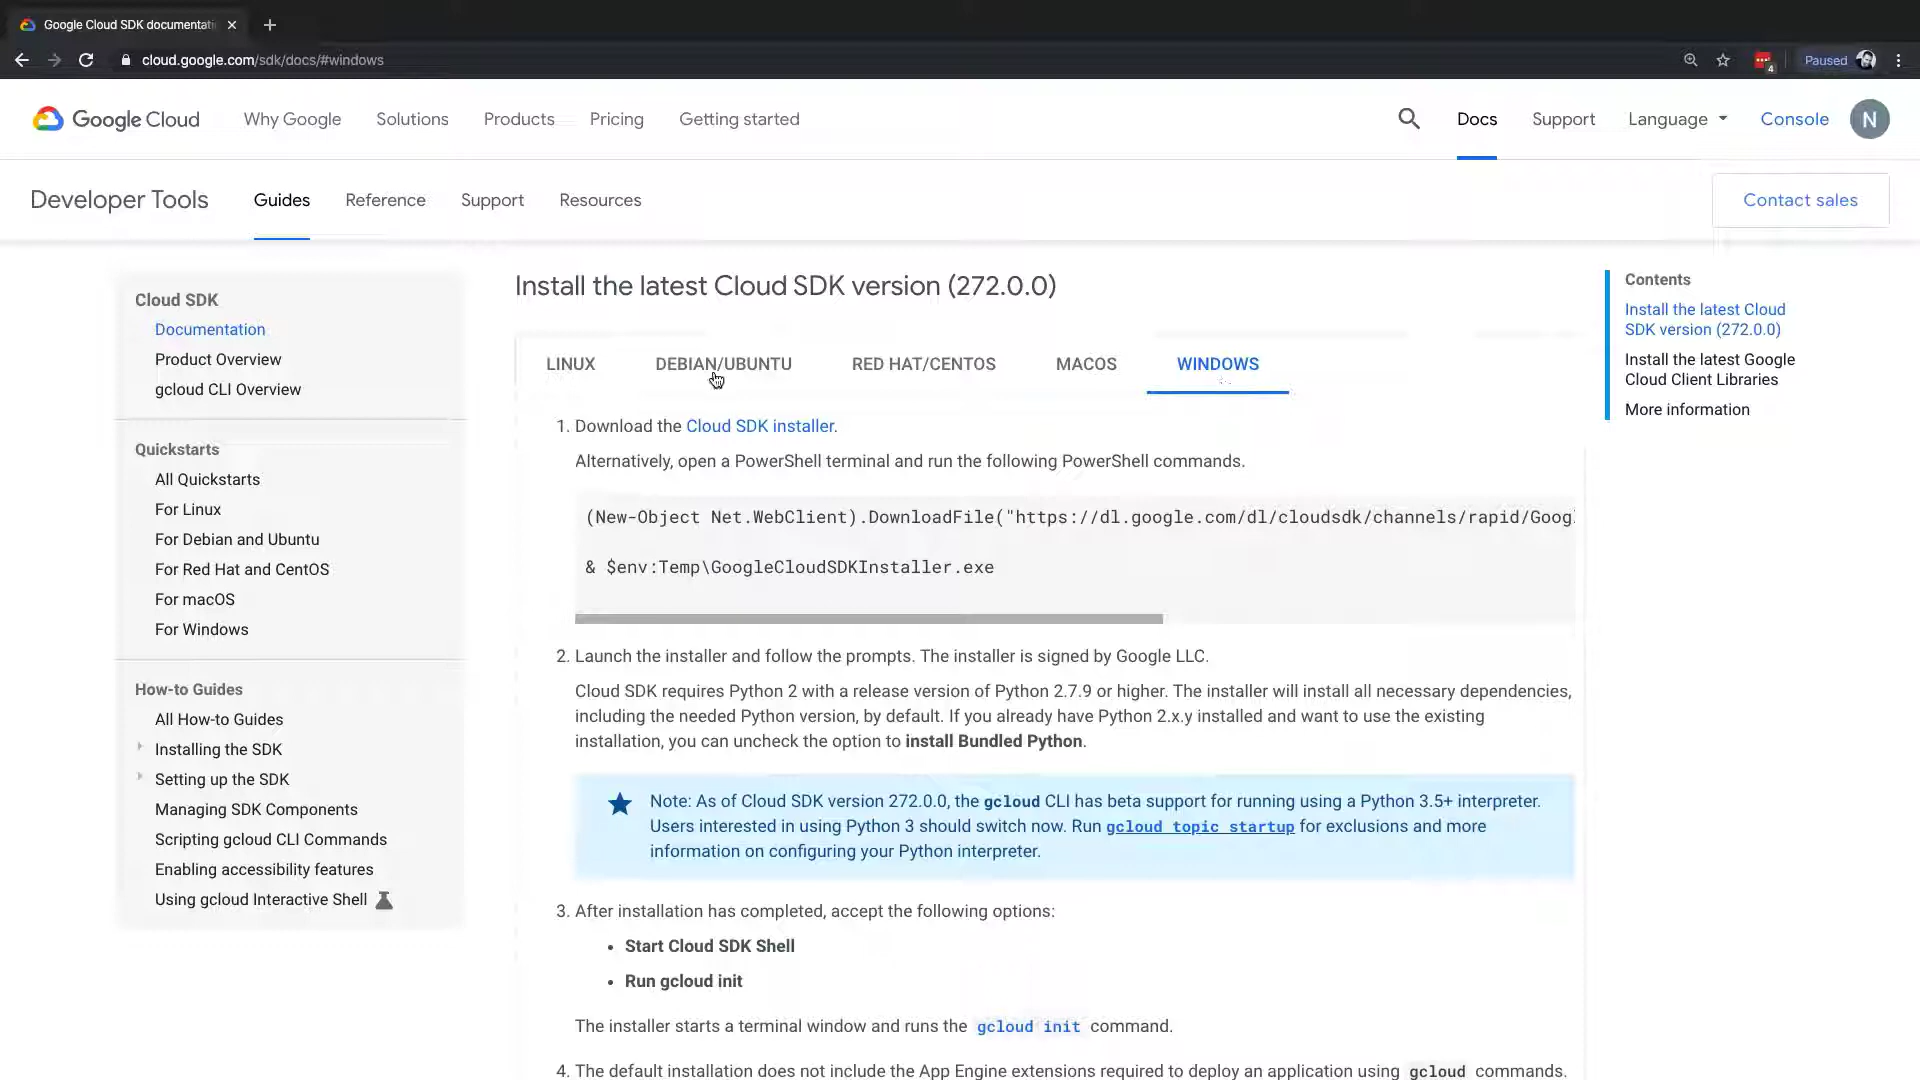 Google Cloud SDK documentati
cloud.google.com/sdk/docs/#windows
4
Paused
Google Cloud
Why Google
Solutions
Products
Pricing
Getting started
Docs
Support
Language
Console
N
Developer Tools
Guides
Reference
Support
Resources
Contact sales
Cloud SDK
Documentation
Product Overview
gcloud CLI Overview
Quickstarts
All Quickstarts
For Linux
For Debian and Ubuntu
For Red Hat and CentOS
For macOS
For Windows
How-to Guides
All How-to Guides
Installing the SDK
Setting up the SDK
Managing SDK Components
Scripting gcloud CLI Commands
Enabling accessibility features
Using gcloud Interactive Shell
Install the latest Cloud SDK version (272.0.0)
LINUX
DEBIAN/UBUNTU
RED HAT/CENTOS
MACOS
WINDOWS
1. Download the Cloud SDK installer.
Alternatively, open a PowerShell terminal and run the following PowerShell commands.
(New-Object Net.WebClient).DownloadFile("https://dl.google.com/dl/cloudsdk/channels/rapid/Goog
& $env:Temp\GoogleCloudSDKInstaller.exe
2. Launch the installer and follow the prompts. The installer is signed by Google LLC.
Cloud SDK requires Python 2 with a release version of Python 2.7.9 or higher. The installer will install all necessary dependencies,
including the needed Python version, by default. If you already have Python 2.x.y installed and want to use the existing
installation, you can uncheck the option to install Bundled Python.
Note: As of Cloud SDK version 272.0.0, the gcloud CLI has beta support for running using a Python 3.5+ interpreter.
Users interested in using Python 3 should switch now. Run gcloud topic startup for exclusions and more
information on configuring your Python interpreter.
3. After installation has completed, accept the following options:
• Start Cloud SDK Shell
• Run gcloud init
The installer starts a terminal window and runs the gcloud init command.
4. The default installation does not include the App Engine extensions required to deploy an application using gcloud commands.
Contents
Install the latest Cloud
SDK version (272.0.0)
Install the latest Google
Cloud Client Libraries
More information